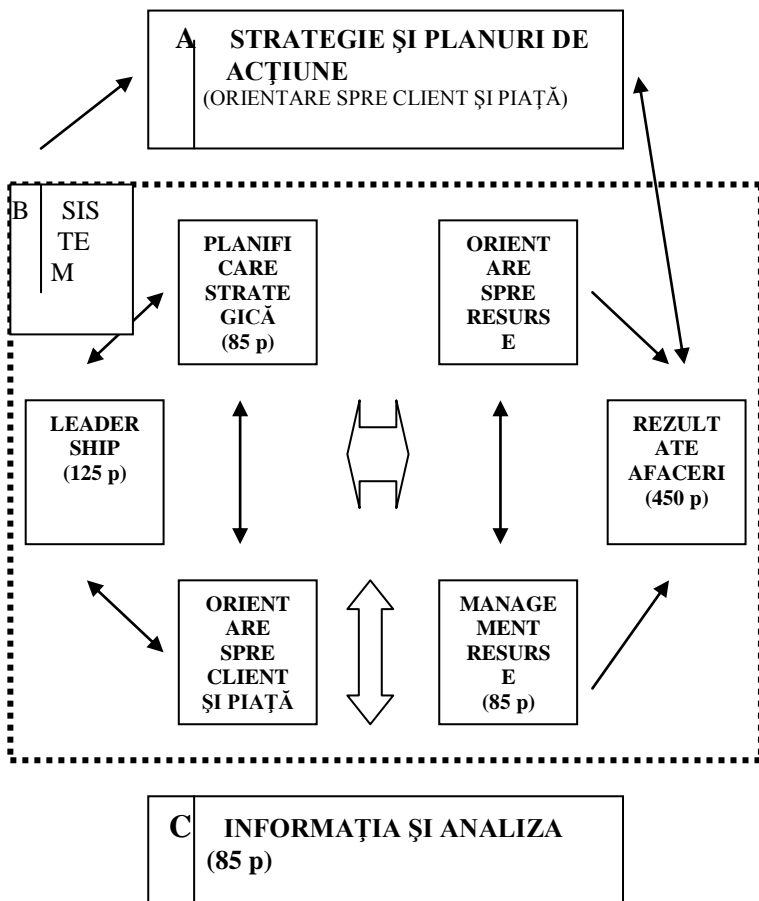 A STRATEGIE ŞI PLANURI DE
ACŢIUNE
(ORIENTARE SPRE CLIENT ŞI PIAŢĂ)
B SIS
TE
M
PLANIFI
CARE
STRATE
GICĂ
(85 p)
ORIENT
ARE
SPRE
RESURS
E
LEADER
SHIP
(125 p)
REZULT
ATE
AFACERI
(450 p)
ORIENT
ARE
SPRE
CLIENT
ŞI PIAŢĂ
MANAGE
MENT
RESURS
E
(85 p)
C INFORMAŢIA ŞI ANALIZA
(85 p)